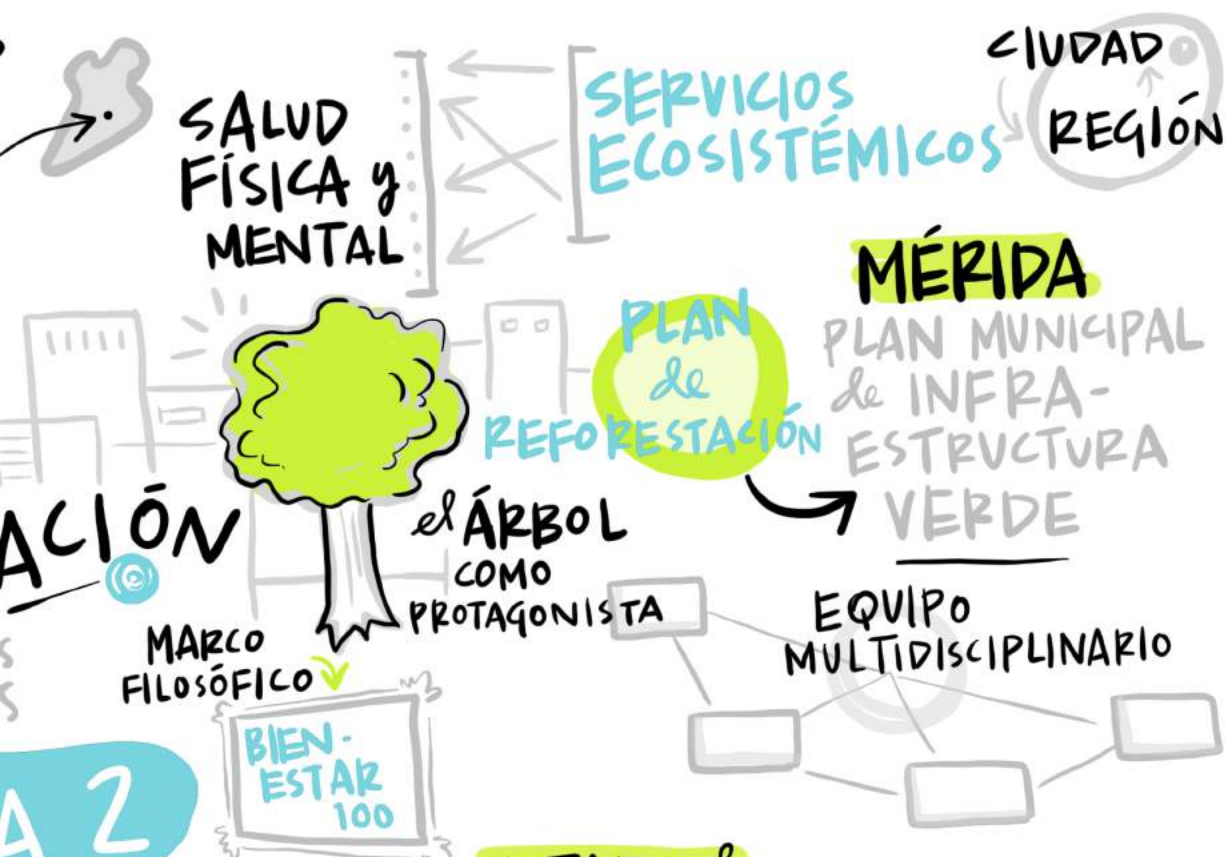 SALUD
FÍSICA y
MENTAL
SERVICIOS
ECOSISTÉMICOS
CIUDAD
REGIÓN
MÉRIDA
PLAN MUNICIPAL
de INFRA-
ESTRUCTURA
VERDE
PLAN
de
REFORESTACIÓN
ACIÓN
el ÁRBOL
COMO
PROTAGONISTA
EQUIPO
MULTIDISCIPLINARIO
MARCO
FILOSÓFICO
BIEN-
ESTAR
100
A 2